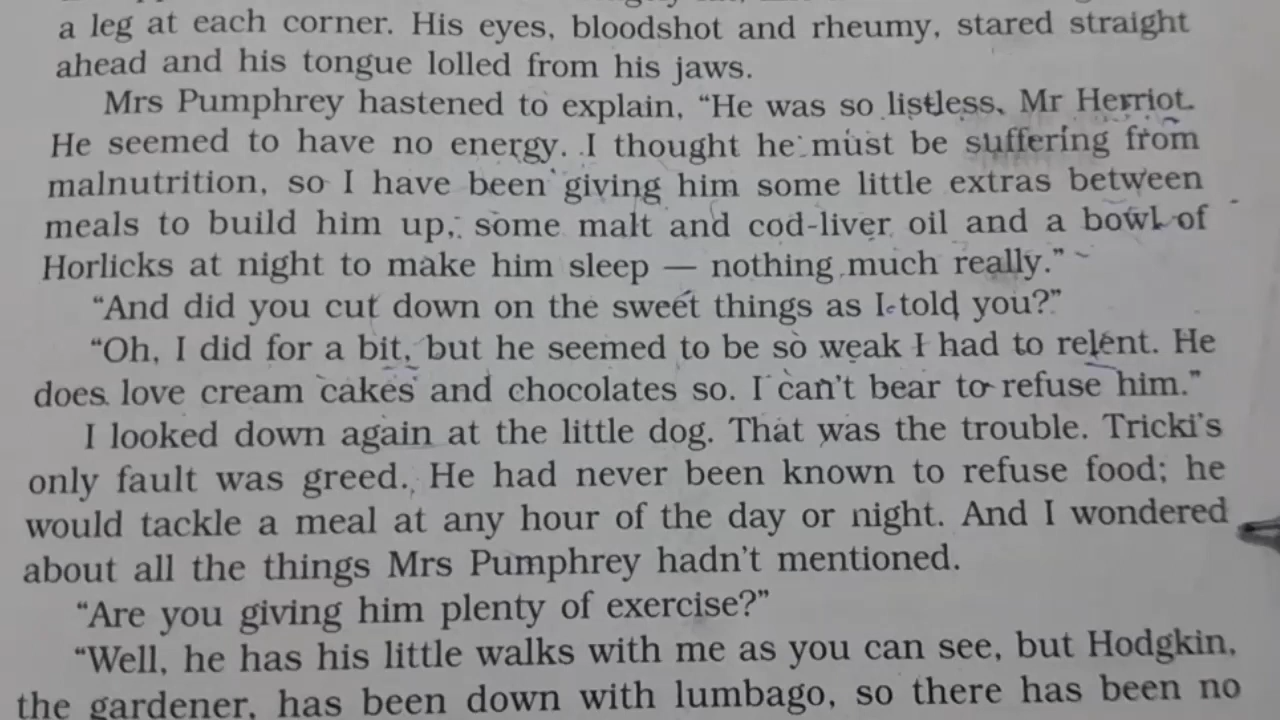 a leg at each corner. His eyes, bloodshot and rheumy, stared straight
ahead and his tongue lolled from his jaws.
Mrs Pumphrey hastened to explain, “He was so listless, Mr Herriot.
He seemed to have no energy. I thought he must be suffering from
malnutrition, so I have been giving him some little extras between
meals to build him up, some malt and cod-liver oil and a bowl of
Horlicks at night to make him sleep — nothing much really.”
“And did you cut down on the sweet things as I told you?”
“Oh, I did for a bit, but he seemed to be so weak I had to relent. He
does love cream cakes and chocolates so. I can't bear to refuse him.”
I looked down again at the little dog. That was the trouble. Tricki's
only fault was greed. He had never been known to refuse food; he
would tackle a meal at any hour of the day or night. And I wondered
about all the things Mrs Pumphrey hadn't mentioned.
“Are you giving him plenty of exercise?”
“Well, he has his little walks with me as you can see, but Hodgkin,
the gardener, has been down with lumbago, so there has been no